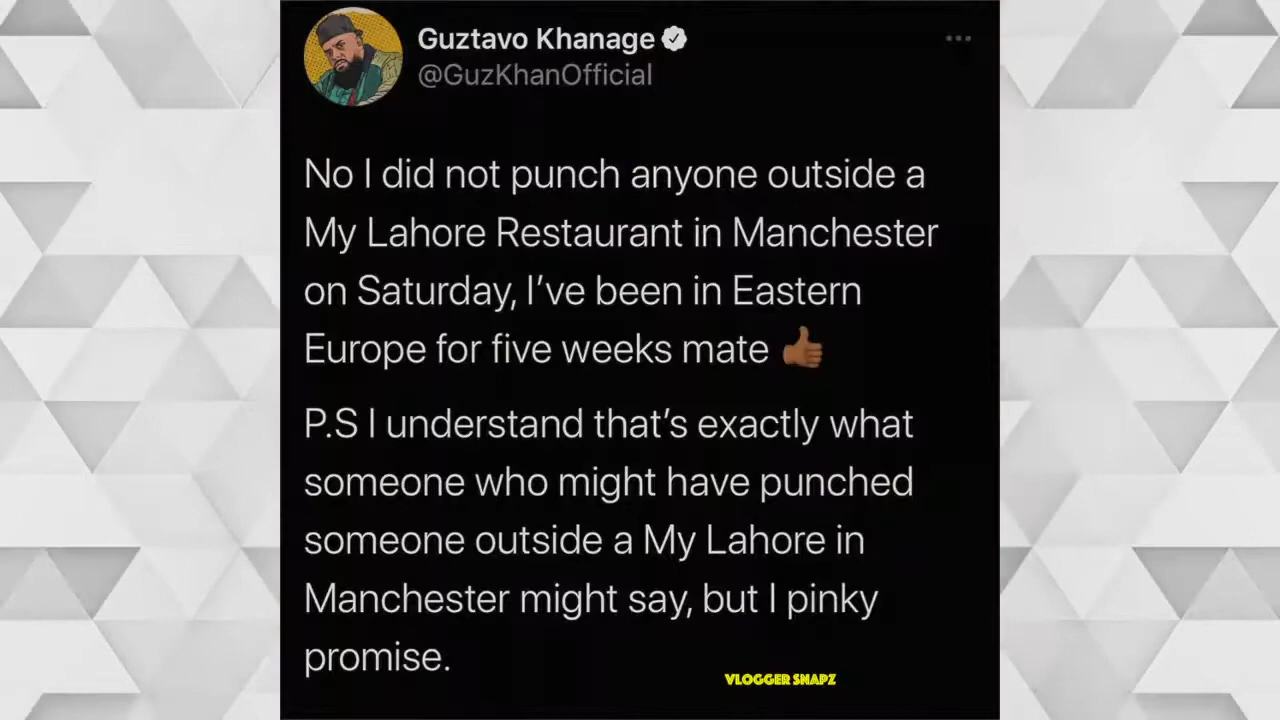 Guztavo Khanage
@GuzKhanOfficial
No I did not punch anyone outside a
My Lahore Restaurant in Manchester
on Saturday, I’ve been in Eastern
Europe for five weeks mate 👍🏾
P.S I understand that’s exactly what
someone who might have punched
someone outside a My Lahore in
Manchester might say, but I pinky
promise.
VLOGGER SNAPZ